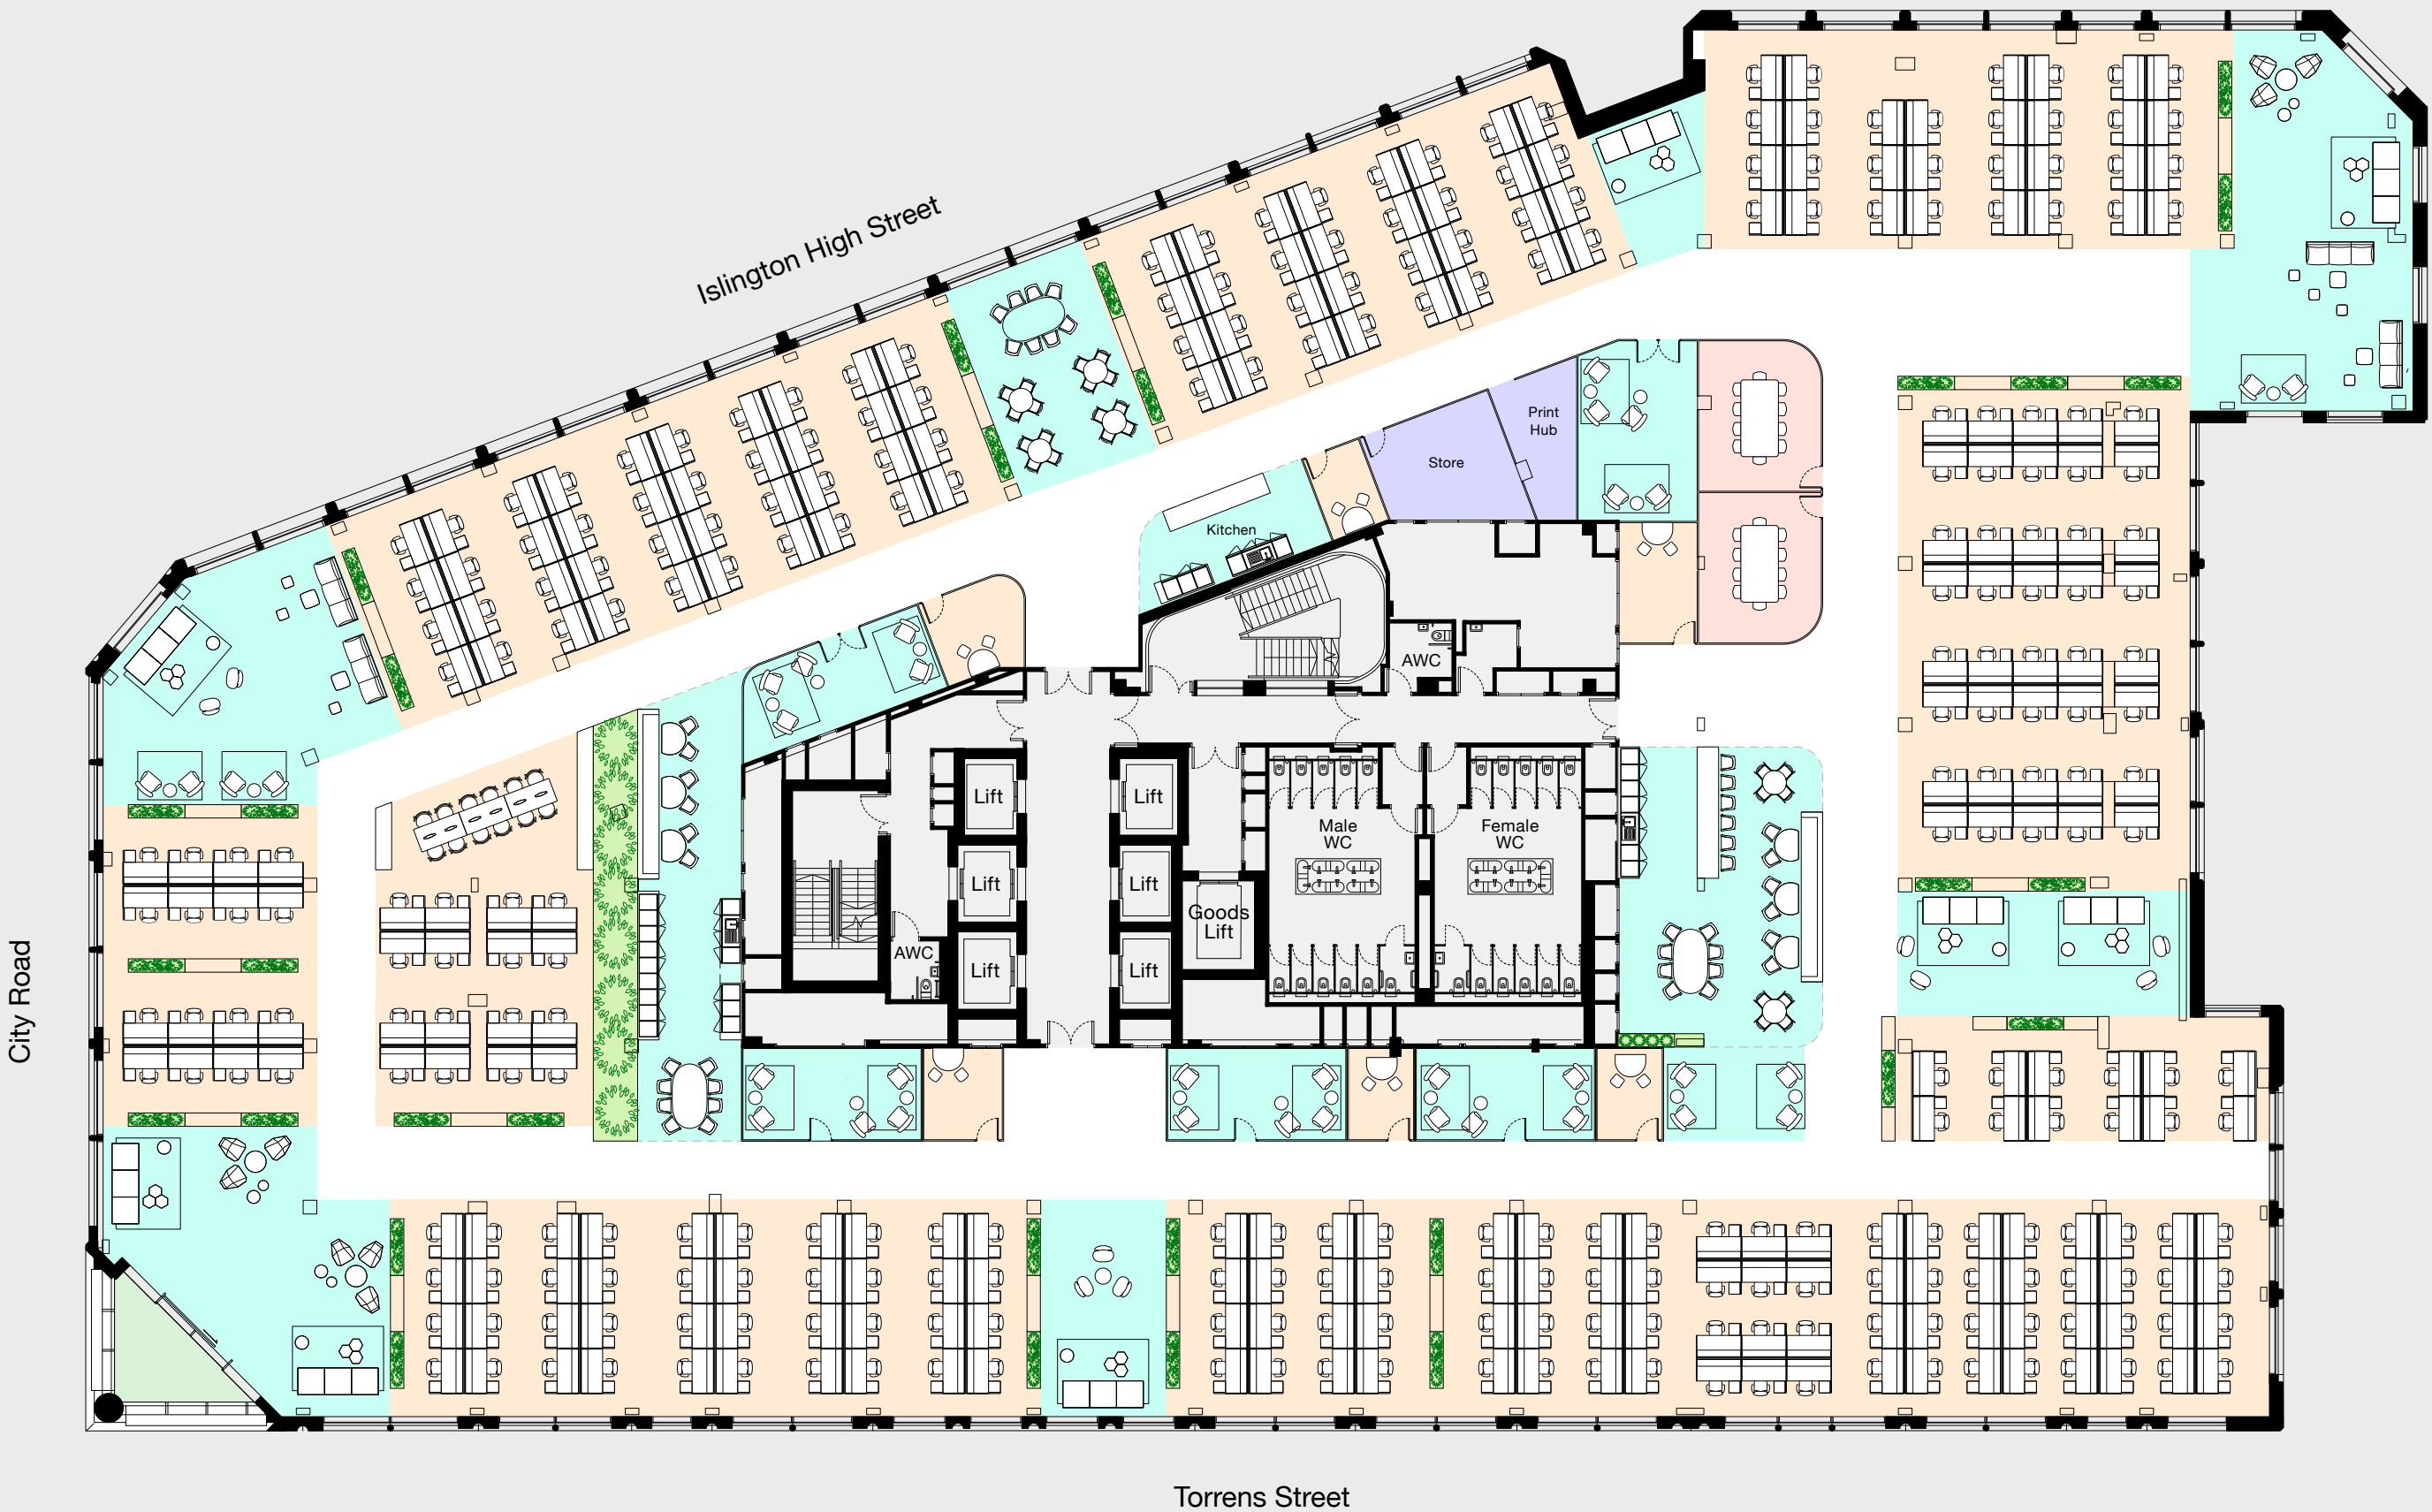 Islington High Street
Print
Hub
Store
Kitchen
AWC
Lift
Lift
Male
WC
Female
WC
Lift
Lift
Goods
Lift
AWC
Lift
Lift
City Road
Torrens Street